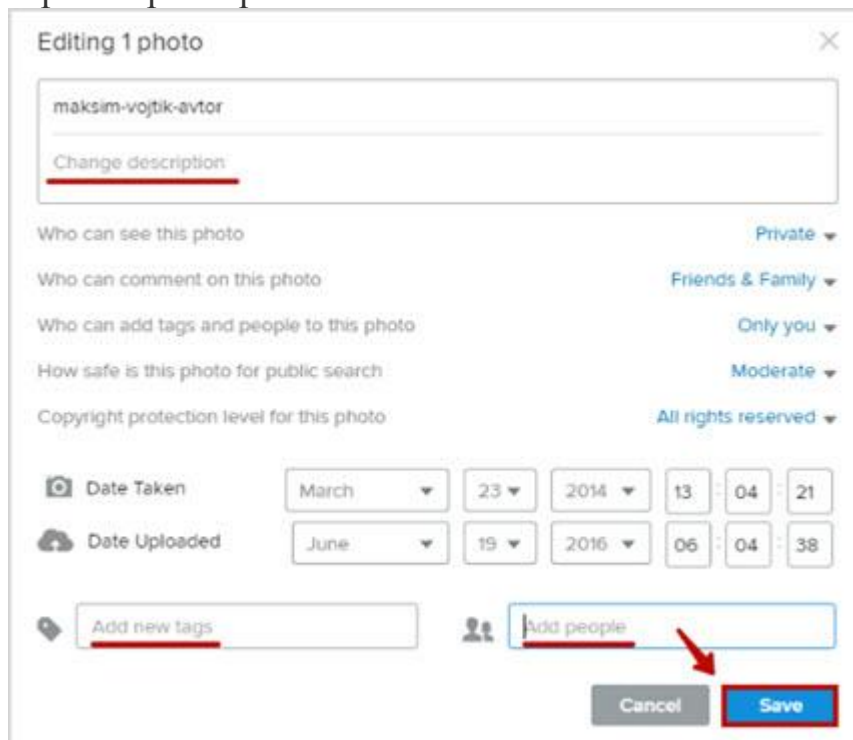 Editing 1 photo
maksim-vojtik-avtor
Change description
Who can see this photo Private
Who can comment on this photo Friends & Family
Who can add tags and people to this photo Only you
How safe is this photo for public search Moderate
Copyright protection level for this photo All rights reserved
Date Taken March 23 2014 13 : 04 : 21
Date Uploaded June 19 2016 06 : 04 : 38
Add new tags Add people
Cancel Save